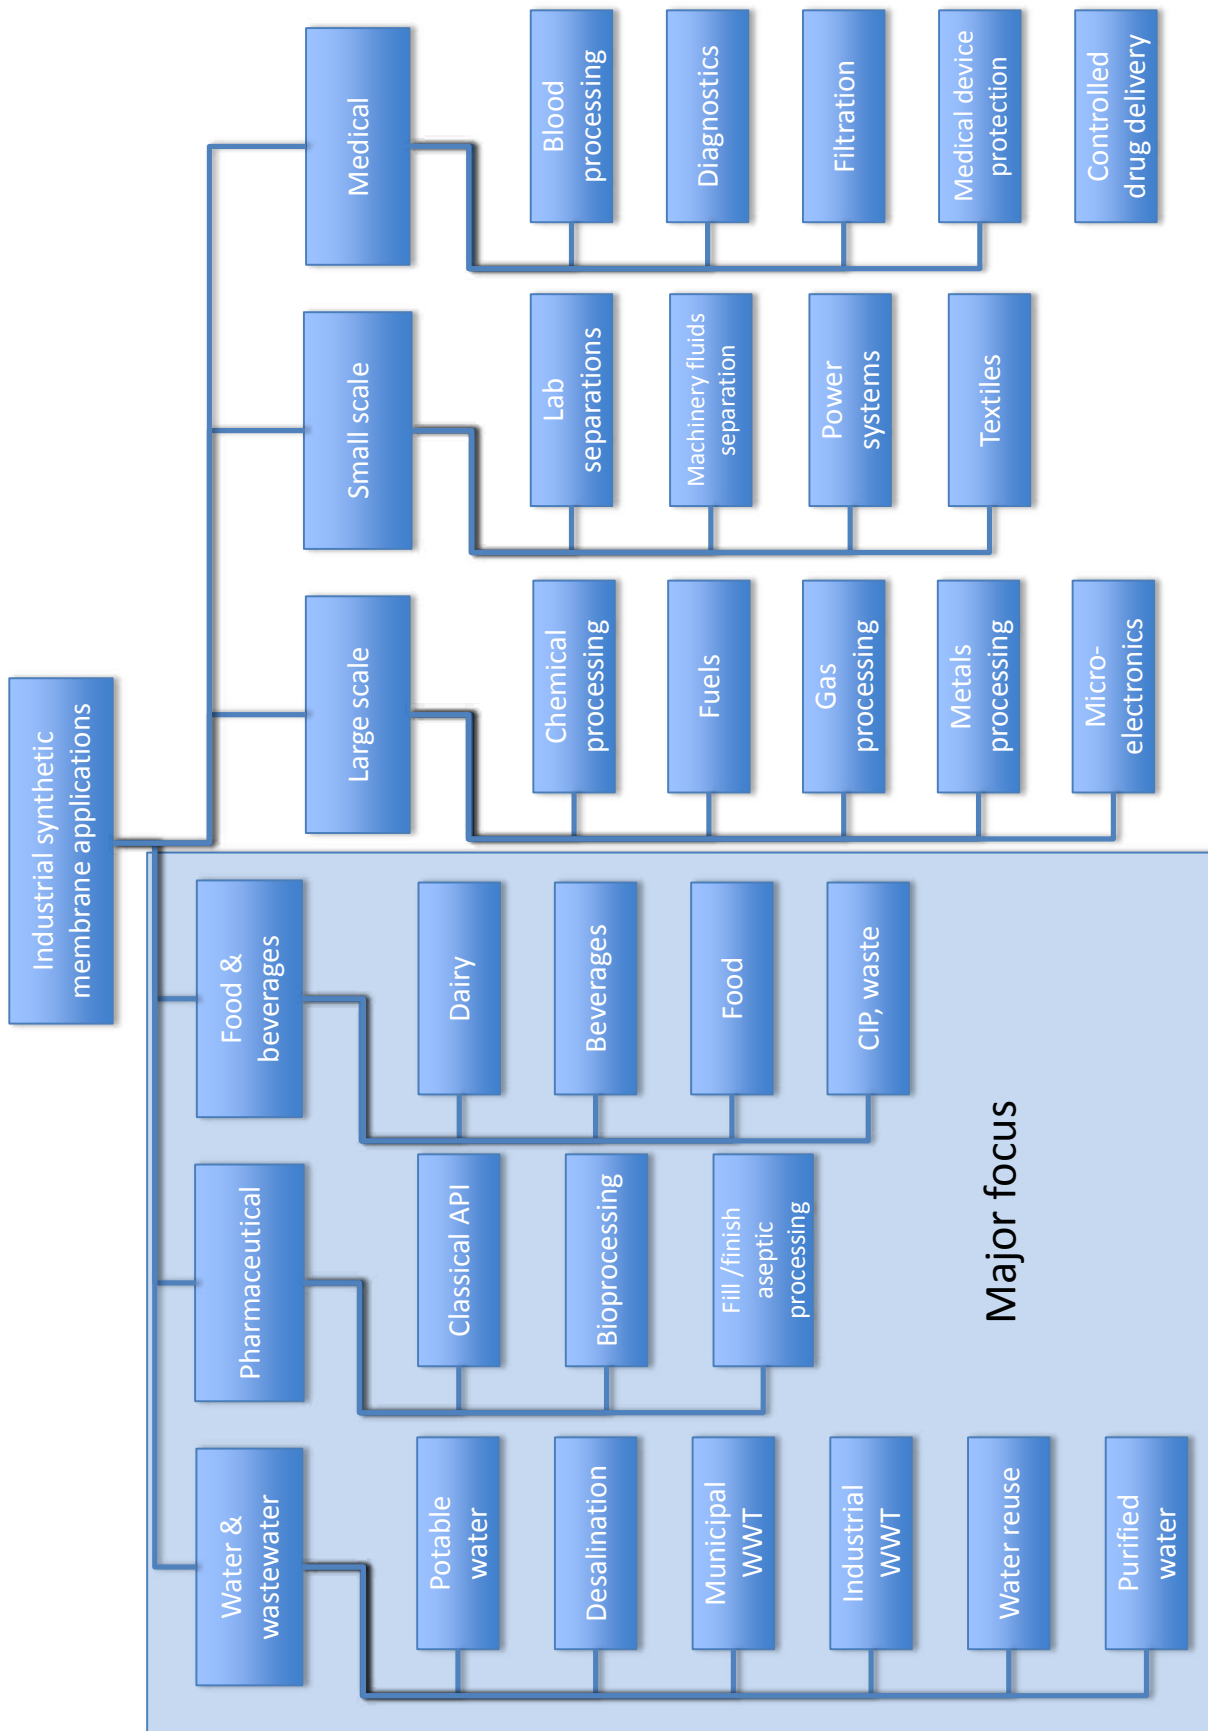 Industrial synthetic
membrane applications
Water &
wastewater
Potable
water
Desalination
Municipal
WWT
Industrial
WWT
Water reuse
Purified
water
Pharmaceutical
Classical API
Bioprocessing
Fill /finish
aseptic
processing
Food &
beverages
Dairy
Beverages
Food
CIP, waste
Major focus
Large scale
Chemical
processing
Fuels
Gas
processing
Metals
processing
Micro-
electronics
Small scale
Lab
separations
Machinery fluids
separation
Power
systems
Textiles
Medical
Blood
processing
Diagnostics
Filtration
Medical device
protection
Controlled
drug delivery